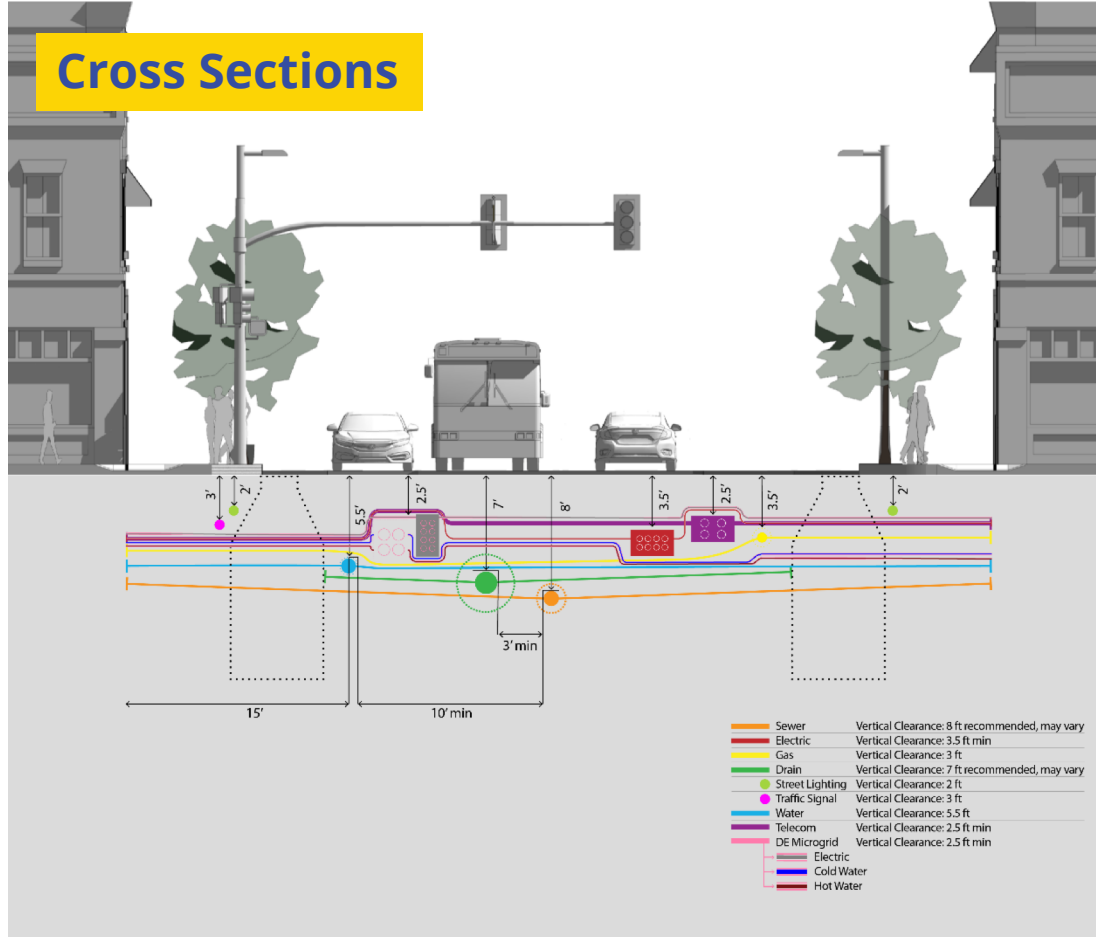 Cross Sections
3'
2'
5.5'
2.5'
7'
8'
3.5'
2.5'
3.5'
2'
3' min
15'
10' min
Sewer Vertical Clearance: 8 ft recommended, may vary
Electric Vertical Clearance: 3.5 ft min
Gas Vertical Clearance: 3 ft
Drain Vertical Clearance: 7 ft recommended, may vary
Street Lighting Vertical Clearance: 2 ft
Traffic Signal Vertical Clearance: 3 ft
Water Vertical Clearance: 5.5 ft
Telecom Vertical Clearance: 2.5 ft min
DE Microgrid Vertical Clearance: 2.5 ft min
Electric
Cold Water
Hot Water